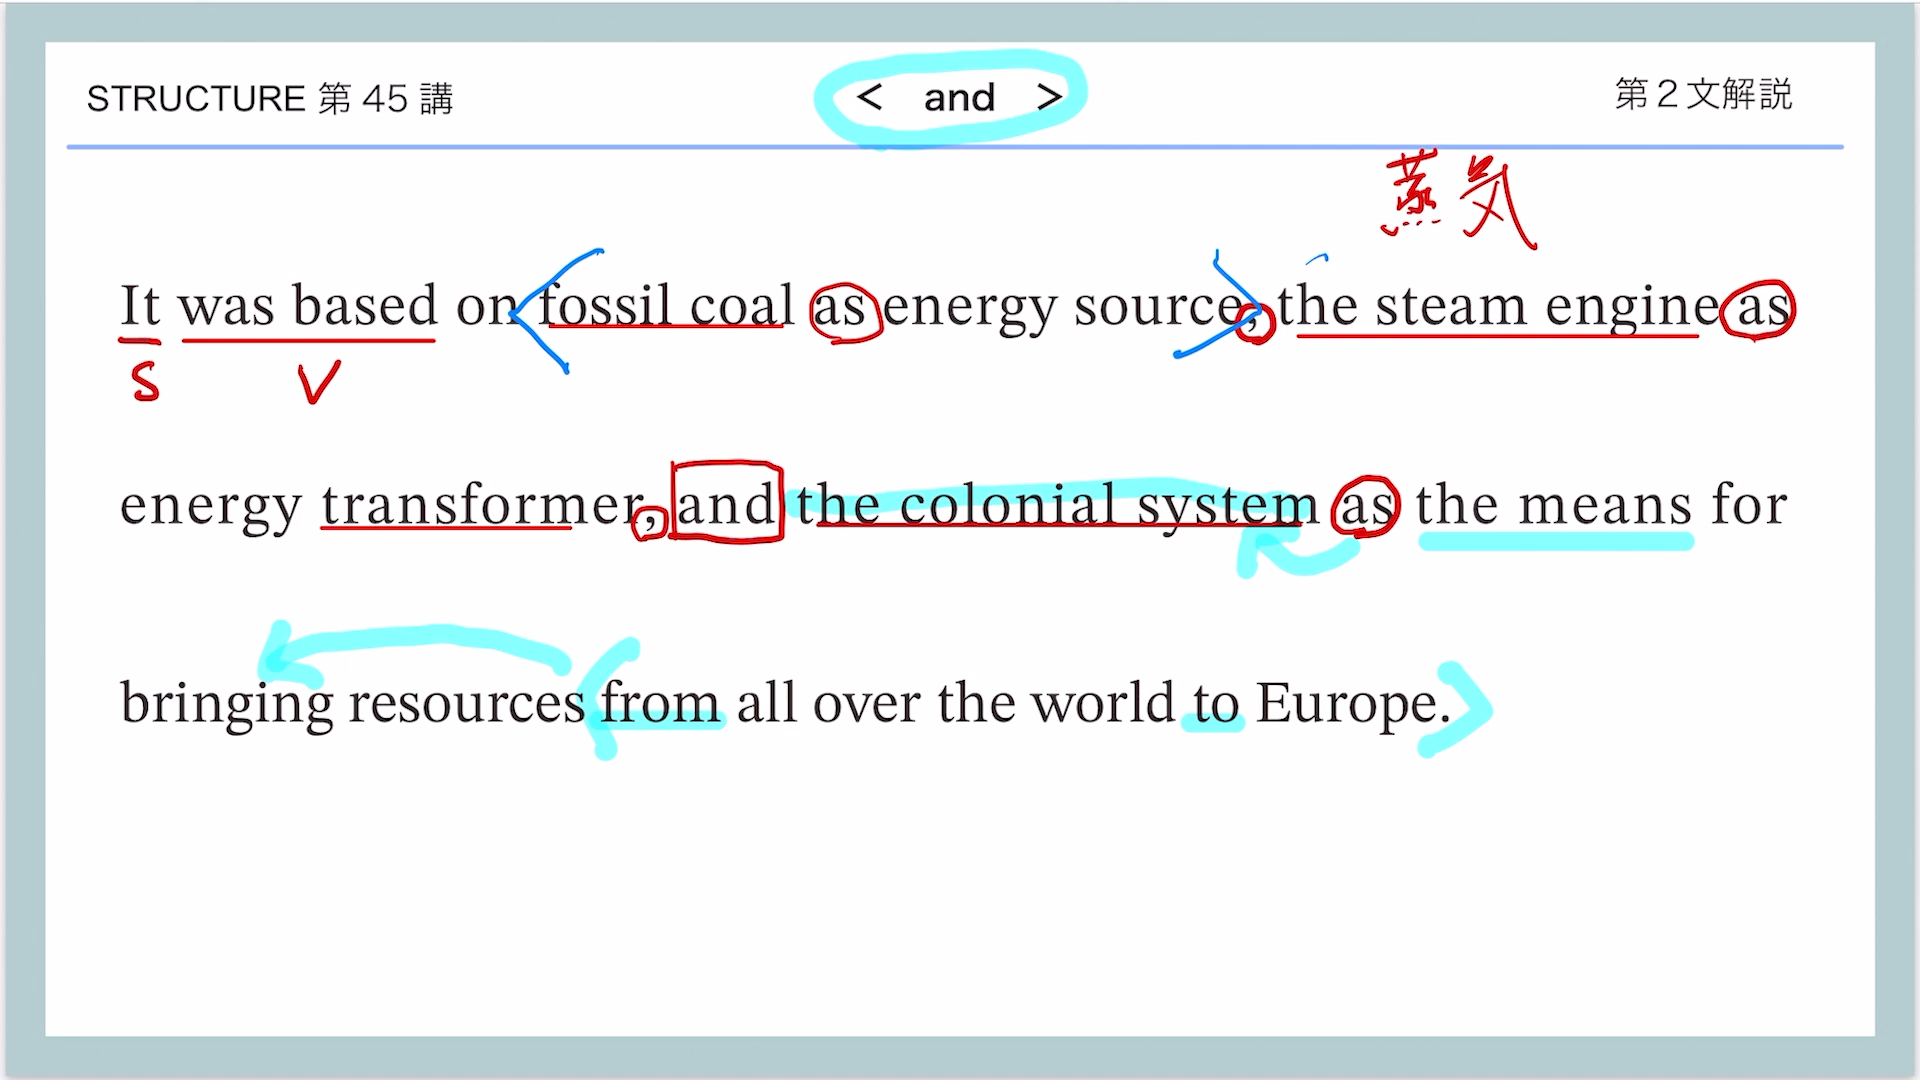 STRUCTURE 第 45 講
< and >
第２文解説
蒸気
It was based on fossil coal as energy source, the steam engine as
S V
energy transformer, and the colonial system as the means for
bringing resources from all over the world to Europe.